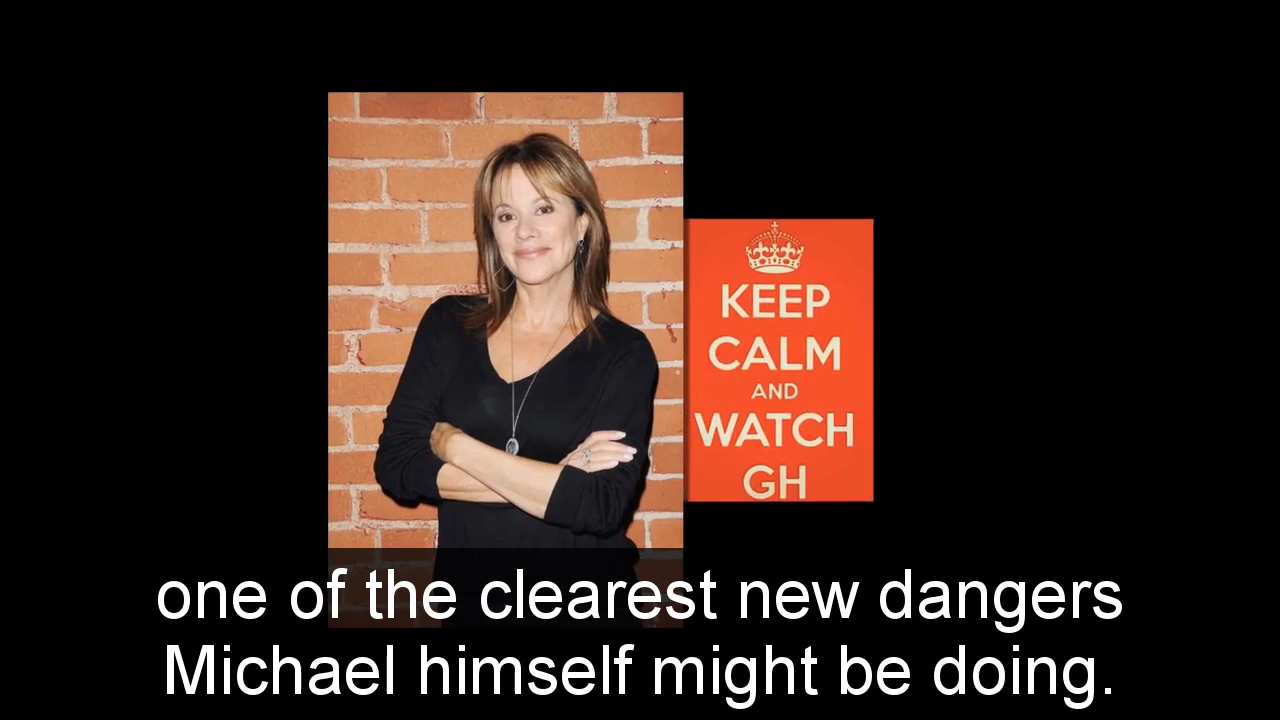 KEEP
CALM
AND
WATCH
GH
one of the clearest new dangers
Michael himself might be doing.